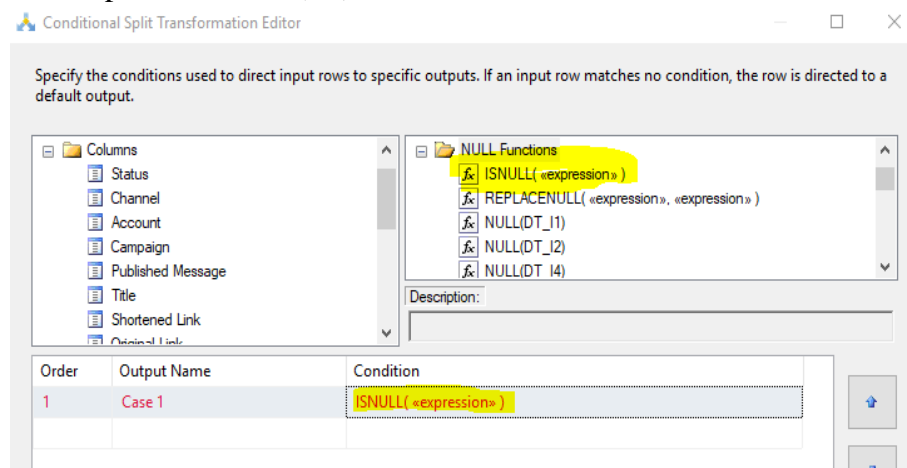 Conditional Split Transformation Editor
Specify the conditions used to direct input rows to specific outputs. If an input row matches no condition, the row is directed to a
default output.
Columns
Status
Channel
Account
Campaign
Published Message
Title
Shortened Link
Original Link
NULL Functions
ISNULL( «expression» )
REPLACENULL( «expression», «expression» )
NULL(DT_I1)
NULL(DT_I2)
NULL(DT_I4)
Description:
Order Output Name Condition
1 Case 1 ISNULL( «expression» )